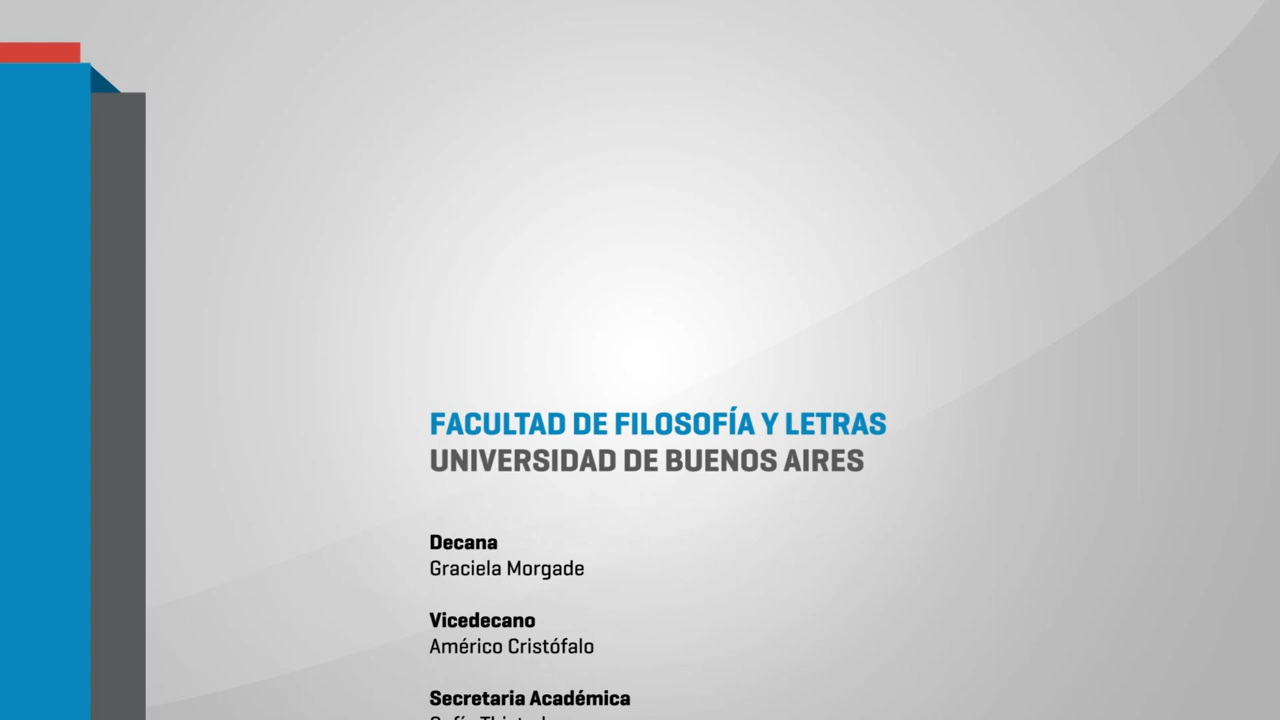 FACULTAD DE FILOSOFÍA Y LETRAS
UNIVERSIDAD DE BUENOS AIRES
Decana
Graciela Morgade
Vicedecano
Américo Cristófalo
Secretaria Académica